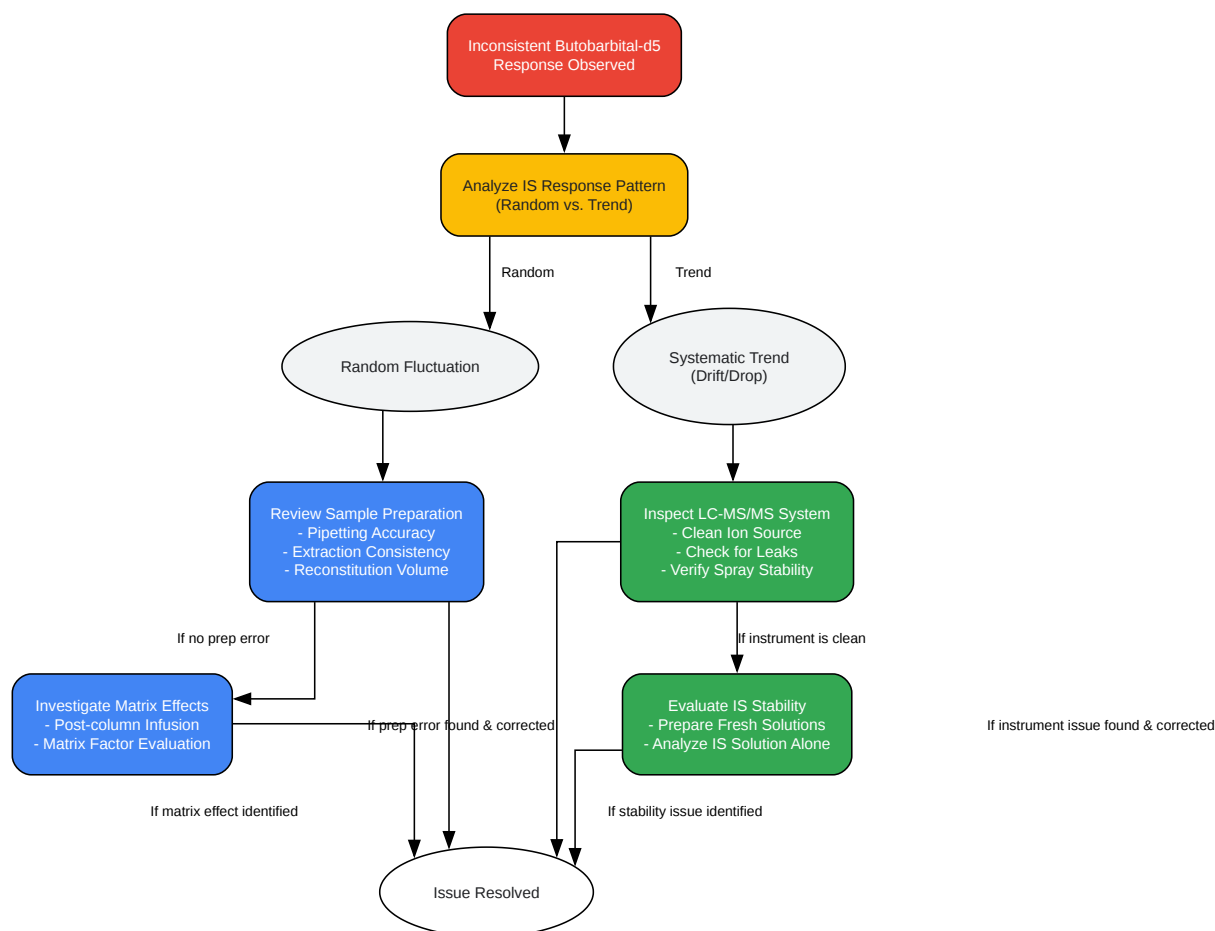 Inconsistent Butobarbital-d5
Response Observed
Analyze IS Response Pattern
(Random vs. Trend)
Random
Trend
Random Fluctuation
Systematic Trend
(Drift/Drop)
Review Sample Preparation
- Pipetting Accuracy
- Extraction Consistency
- Reconstitution Volume
Inspect LC-MS/MS System
- Clean Ion Source
- Check for Leaks
- Verify Spray Stability
If no prep error
If instrument is clean
Investigate Matrix Effects
- Post-column Infusion
- Matrix Factor Evaluation
If prep error found & corrected
Evaluate IS Stability
- Prepare Fresh Solutions
- Analyze IS Solution Alone
If instrument issue found & corrected
If matrix effect identified
If stability issue identified
Issue Resolved